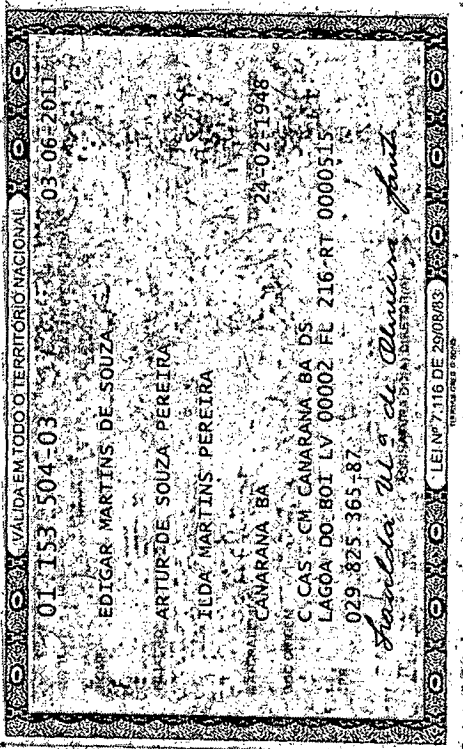 VÁLIDA EM TODO O TERRITÓRIO NACIONAL
01.153.504-03 03-06-2011
EDIGAR MARTINS DE SOUZA
ARTUR DE SOUZA PEREIRA
ILDA MARTINS PEREIRA
CANARANA BA 24-02-1948
C.CAS CM CANARANA BA DS
LAGOA DO BOI LV 00002 FL 216 RT 0000515
029.825.365-87
LEI Nº 7.116 DE 29/08/83